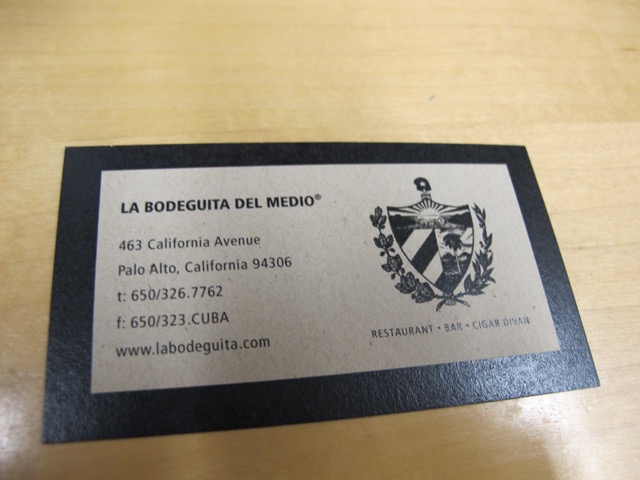 LA BODEGUITA DEL MEDIO®
463 California Avenue
Palo Alto, California 94306
t: 650/326.7762
f: 650/323.CUBA
www.labodeguita.com
RESTAURANT • BAR • CIGAR DIVAN